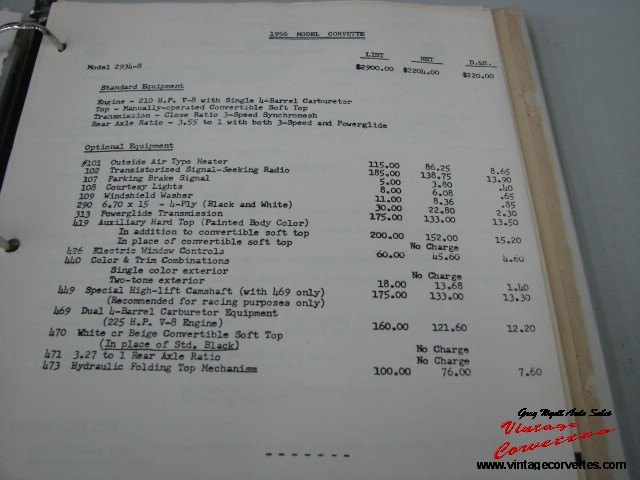 1956 MODEL CORVETTE
LIST NET D.&H.
Model 2934-8 $2900.00 $2204.00 $220.00
Standard Equipment
Engine - 210 H.P. V-8 with Single 4-Barrel Carburetor
Top - Manually-operated Convertible Soft Top
Transmission - Close Ratio 3-Speed Synchromesh
Rear Axle Ratio - 3.55 to 1 with both 3-Speed and Powerglide
Optional Equipment
#101 Outside Air Type Heater 115.00 86.25 8.65
102 Transistorized Signal-Seeking Radio 185.00 138.75 13.90
107 Parking Brake Signal 5.00 3.80 .40
108 Courtesy Lights 8.00 6.08 .65
109 Windshield Washer 11.00 8.36 .85
290 6.70 x 15 - 4-Ply (Black and White) 30.00 22.80 2.30
313 Powerglide Transmission 175.00 133.00 13.50
419 Auxiliary Hard Top (Painted Body Color)
In addition to convertible soft top 200.00 152.00 15.20
In place of convertible soft top No Charge
426 Electric Window Controls 60.00 45.60 4.60
440 Color & Trim Combinations
Single color exterior No Charge
Two-tone exterior 18.00 13.68 1.40
449 Special High-lift Camshaft (with 469 only) 175.00 133.00 13.30
(Recommended for racing purposes only)
469 Dual 4-Barrel Carburetor Equipment
(225 H.P. V-8 Engine) 160.00 121.60 12.20
470 White or Beige Convertible Soft Top
(In place of Std. Black) No Charge
471 3.27 to 1 Rear Axle Ratio No Charge
473 Hydraulic Folding Top Mechanism 100.00 76.00 7.60
- - - - - - -
Greg Wyatt Auto Sales
Vintage
Corvettes
www.vintagecorvettes.com